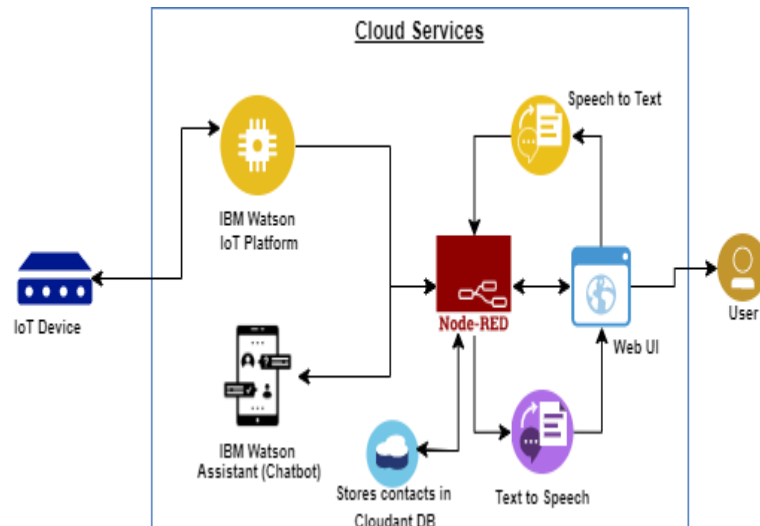 Cloud Services
Speech to Text
IBM Watson
IoT Platform
IoT Device
Node-RED
Web UI
User
IBM Watson
Assistant (Chatbot)
Stores contacts in
Cloudant DB
Text to Speech